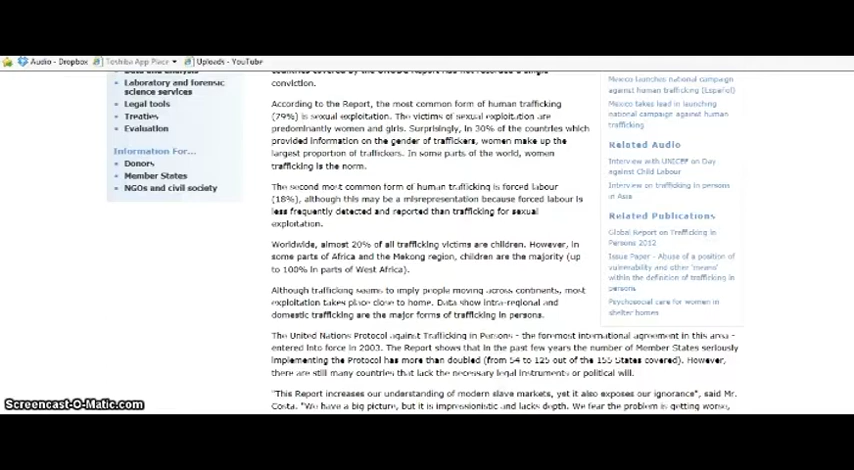 Audio - Dropbox Toshiba App Place Uploads - YouTube
Data and analysis
Laboratory and forensic
science services
Legal tools
Treaties
Evaluation
Information For...
Donors
Member States
NGOs and civil society
countries covered by the UNODC Report has not recorded a single
conviction.
According to the Report, the most common form of human trafficking
(79%) is sexual exploitation. The victims of sexual exploitation are
predominantly women and girls. Surprisingly, in 30% of the countries which
provided information on the gender of traffickers, women make up the
largest proportion of traffickers. In some parts of the world, women
trafficking is the norm.
The second most common form of human trafficking is forced labour
(18%), although this may be a misrepresentation because forced labour is
less frequently detected and reported than trafficking for sexual
exploitation.
Worldwide, almost 20% of all trafficking victims are children. However, in
some parts of Africa and the Mekong region, children are the majority (up
to 100% in parts of West Africa).
Although trafficking seems to imply people moving across continents, most
exploitation takes place close to home. Data show intra-regional and
domestic trafficking are the major forms of trafficking in persons.
The United Nations Protocol against Trafficking in Persons - the foremost international agreement in this area -
entered into force in 2003. The Report shows that in the past few years the number of Member States seriously
implementing the Protocol has more than doubled (from 54 to 125 out of the 155 States covered). However,
there are still many countries that lack the necessary legal instruments or political will.
"This Report increases our understanding of modern slave markets, yet it also exposes our ignorance", said Mr.
Costa. "We have a big picture, but it is impressionistic and lacks depth. We fear the problem is getting worse,
Mexico launches national campaign
against human trafficking (Español)
Mexico takes lead in launching
national campaign against human
trafficking
Related Audio
Interview with UNICEF on Day
against Child Labour
Interview on trafficking in persons
in Asia
Related Publications
Global Report on Trafficking in
Persons 2012
Issue Paper - Abuse of a position of
vulnerability and other 'means'
within the definition of trafficking in
persons
Psychosocial care for women in
shelter homes
Screencast-O-Matic.com